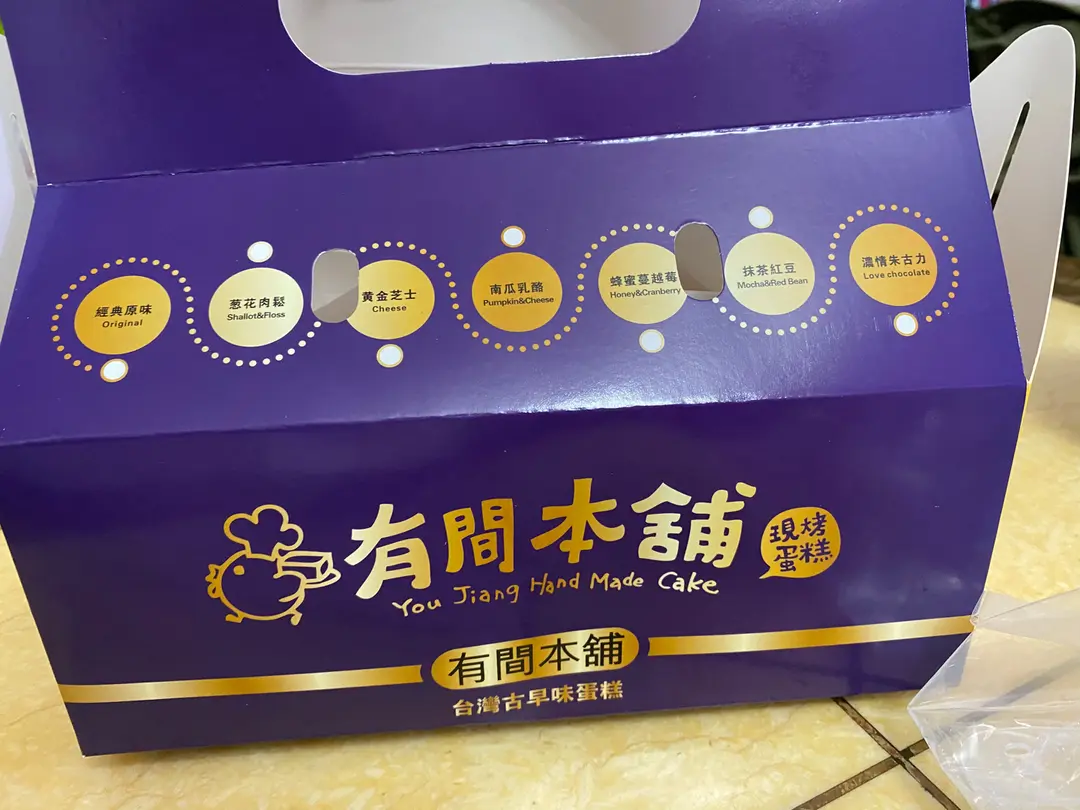 經典原味
Original
葱花肉鬆
Shallot&Floss
黄金芝士
Cheese
南瓜乳酪
Pumpkin&Cheese
蜂蜜蔓越莓
Honey&Cranberry
抹茶紅豆
Mocha&Red Bean
濃情朱古力
Love chocolate
有間本舖
You Jiang Hand Made Cake
現烤
蛋糕
有間本舖
台灣古早味蛋糕